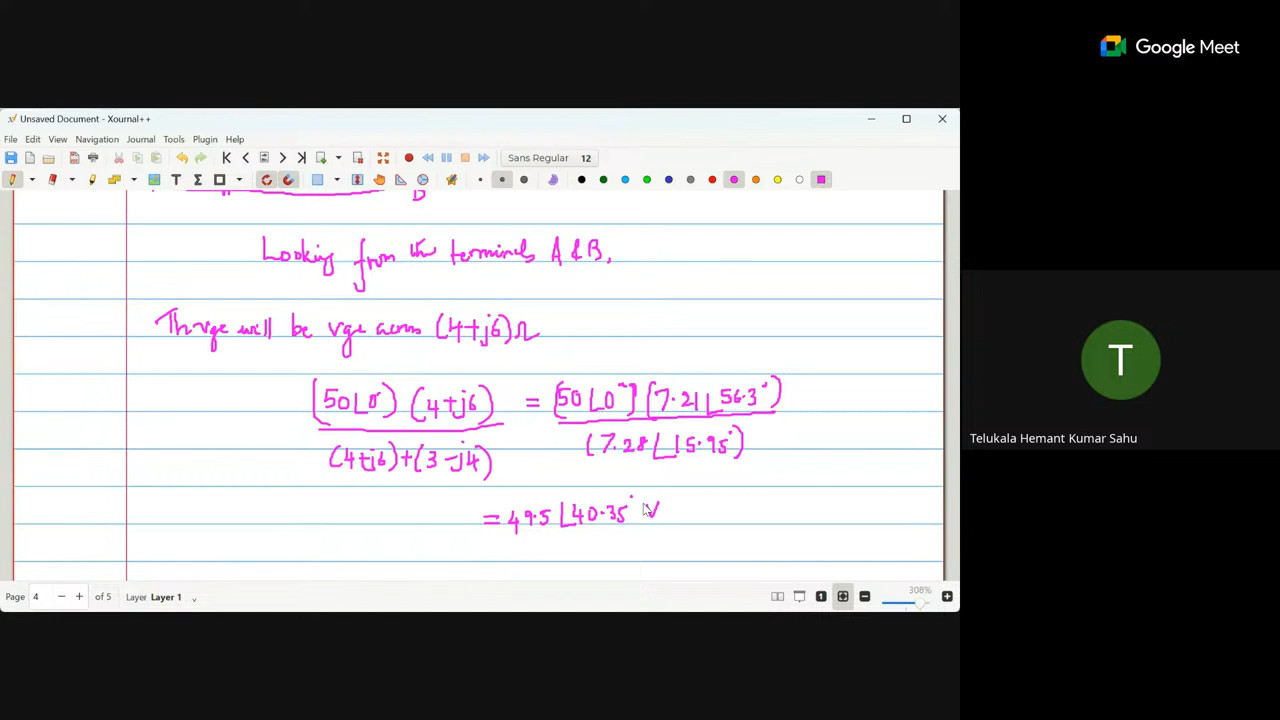 Google Meet
Unsaved Document - Xournal++
File Edit View Navigation Journal Tools Plugin Help
Sans Regular 12
B
Looking from the terminals A & B,
Th vge will be vge across (4+j6)Ω
(50∠0°) (4+j6) = (50∠0°) (7.21∠56.3°)
(4+j6)+(3-j4) (7.28∠15.95°)
= 49.5∠40.35° V
Telukala Hemant Kumar Sahu
T
Page 4 of 5 Layer Layer 1 308%